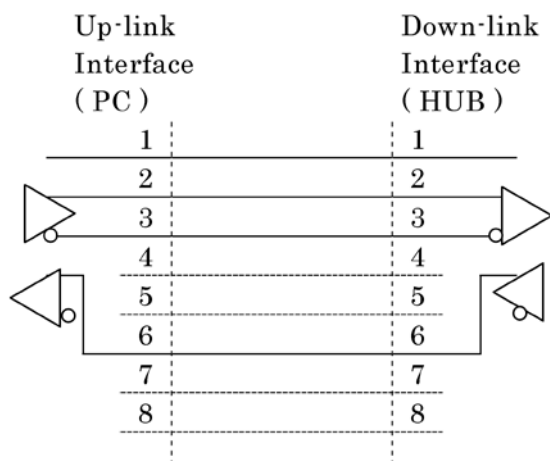 Up-link Down-link
Interface Interface
( PC ) ( HUB )
1 1
2 2
3 3
4 4
5 5
6 6
7 7
8 8